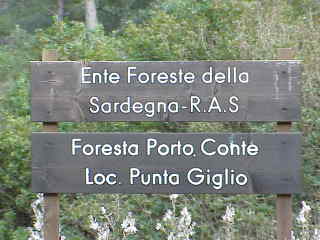 Ente Foreste della
Sardegna-R.A.S
Foresta Porto Conte
Loc. Punta Giglio